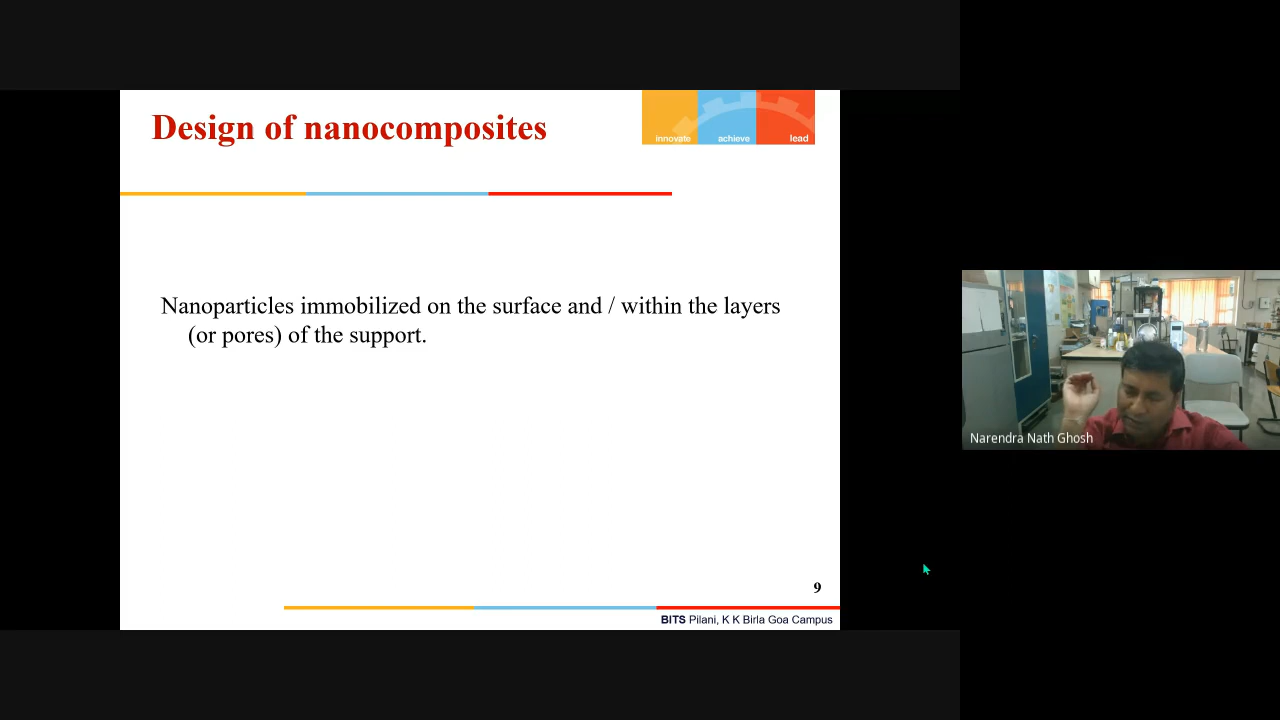 Design of nanocomposites
innovate achieve lead
Nanoparticles immobilized on the surface and / within the layers
(or pores) of the support.
9
BITS Pilani, K K Birla Goa Campus
Narendra Nath Ghosh